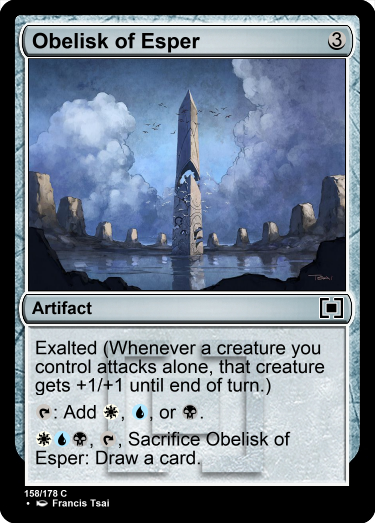 Obelisk of Esper 3
Artifact
Exalted (Whenever a creature you
control attacks alone, that creature
gets +1/+1 until end of turn.)
: Add , , or .
, , Sacrifice Obelisk of
Esper: Draw a card.
158/178 C
• Francis Tsai